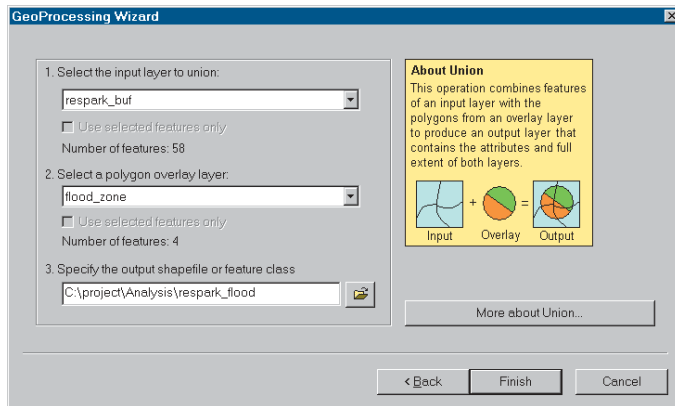 GeoProcessing Wizard
1. Select the input layer to union:
respark_buf
Use selected features only
Number of features: 58
2. Select a polygon overlay layer:
flood_zone
Use selected features only
Number of features: 4
3. Specify the output shapefile or feature class
C:\project\Analysis\respark_flood
About Union
This operation combines features
of an input layer with the
polygons from an overlay layer
to produce an output layer that
contains the attributes and full
extent of both layers.
+ =
Input Overlay Output
More about Union...
< Back Finish Cancel